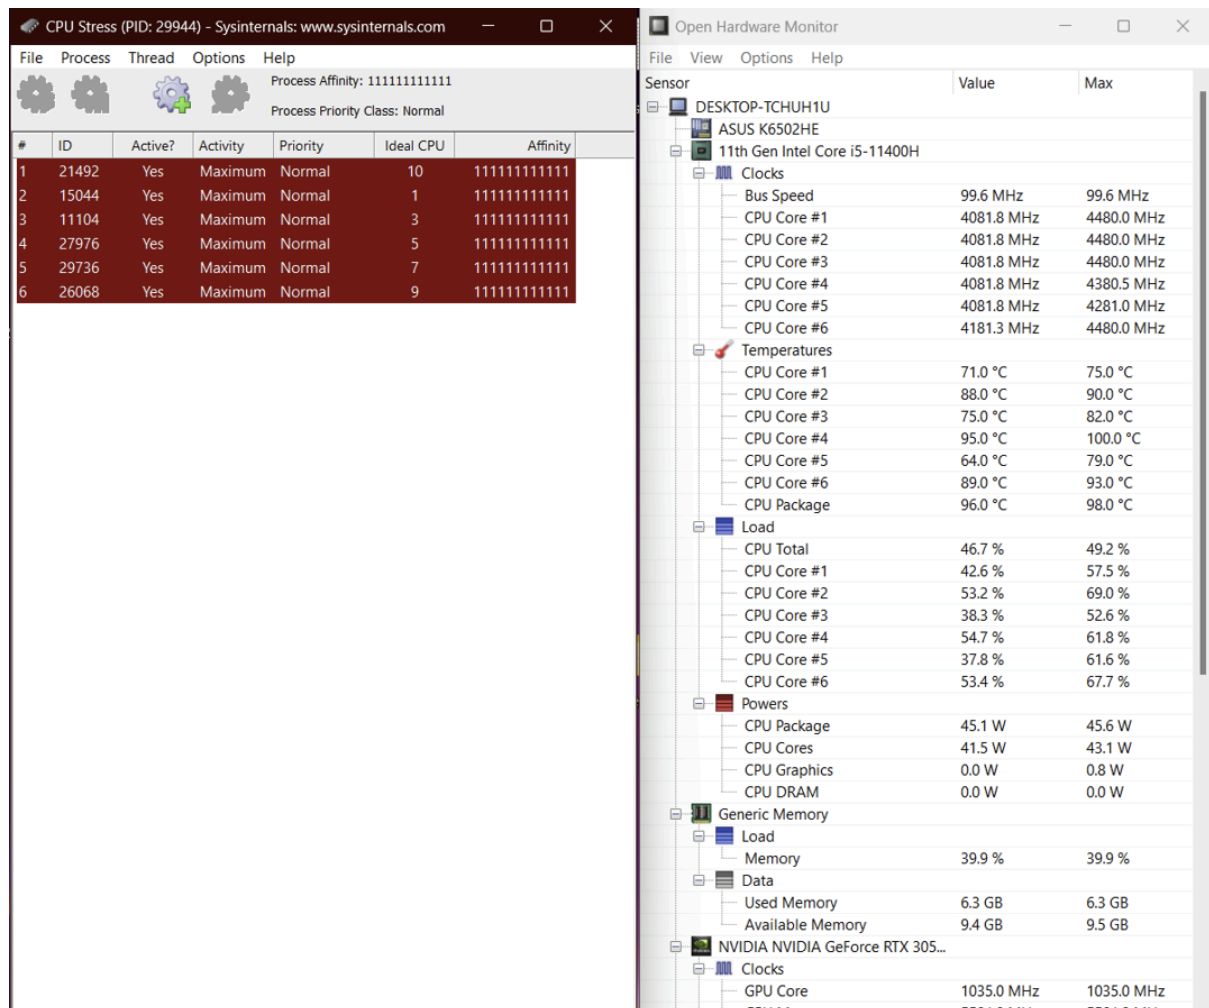 CPU Stress (PID: 29944) - Sysinternals: www.sysinternals.com
File Process Thread Options Help
Process Affinity: 111111111111
Process Priority Class: Normal
# ID Active? Activity Priority Ideal CPU Affinity
1 21492 Yes Maximum Normal 10 111111111111
2 15044 Yes Maximum Normal 1 111111111111
3 11104 Yes Maximum Normal 3 111111111111
4 27976 Yes Maximum Normal 5 111111111111
5 29736 Yes Maximum Normal 7 111111111111
6 26068 Yes Maximum Normal 9 111111111111
Open Hardware Monitor
File View Options Help
Sensor Value Max
DESKTOP-TCHUH1U
ASUS K6502HE
11th Gen Intel Core i5-11400H
Clocks
Bus Speed 99.6 MHz 99.6 MHz
CPU Core #1 4081.8 MHz 4480.0 MHz
CPU Core #2 4081.8 MHz 4480.0 MHz
CPU Core #3 4081.8 MHz 4480.0 MHz
CPU Core #4 4081.8 MHz 4380.5 MHz
CPU Core #5 4081.8 MHz 4281.0 MHz
CPU Core #6 4181.3 MHz 4480.0 MHz
Temperatures
CPU Core #1 71.0 °C 75.0 °C
CPU Core #2 88.0 °C 90.0 °C
CPU Core #3 75.0 °C 82.0 °C
CPU Core #4 95.0 °C 100.0 °C
CPU Core #5 64.0 °C 79.0 °C
CPU Core #6 89.0 °C 93.0 °C
CPU Package 96.0 °C 98.0 °C
Load
CPU Total 46.7 % 49.2 %
CPU Core #1 42.6 % 57.5 %
CPU Core #2 53.2 % 69.0 %
CPU Core #3 38.3 % 52.6 %
CPU Core #4 54.7 % 61.8 %
CPU Core #5 37.8 % 61.6 %
CPU Core #6 53.4 % 67.7 %
Powers
CPU Package 45.1 W 45.6 W
CPU Cores 41.5 W 43.1 W
CPU Graphics 0.0 W 0.8 W
CPU DRAM 0.0 W 0.0 W
Generic Memory
Load
Memory 39.9 % 39.9 %
Data
Used Memory 6.3 GB 6.3 GB
Available Memory 9.4 GB 9.5 GB
NVIDIA NVIDIA GeForce RTX 305...
Clocks
GPU Core 1035.0 MHz 1035.0 MHz